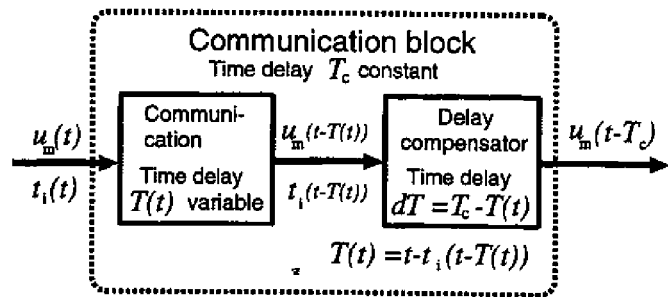 Communication block
Time delay T_c constant
u_m(t)
t_i(t)
Communi-
cation
Time delay
T(t) variable
u_m(t-T(t))
t_i(t-T(t))
Delay
compensator
Time delay
dT=T_c-T(t)
u_m(t-T_c)
T(t)=t-t_i(t-T(t))